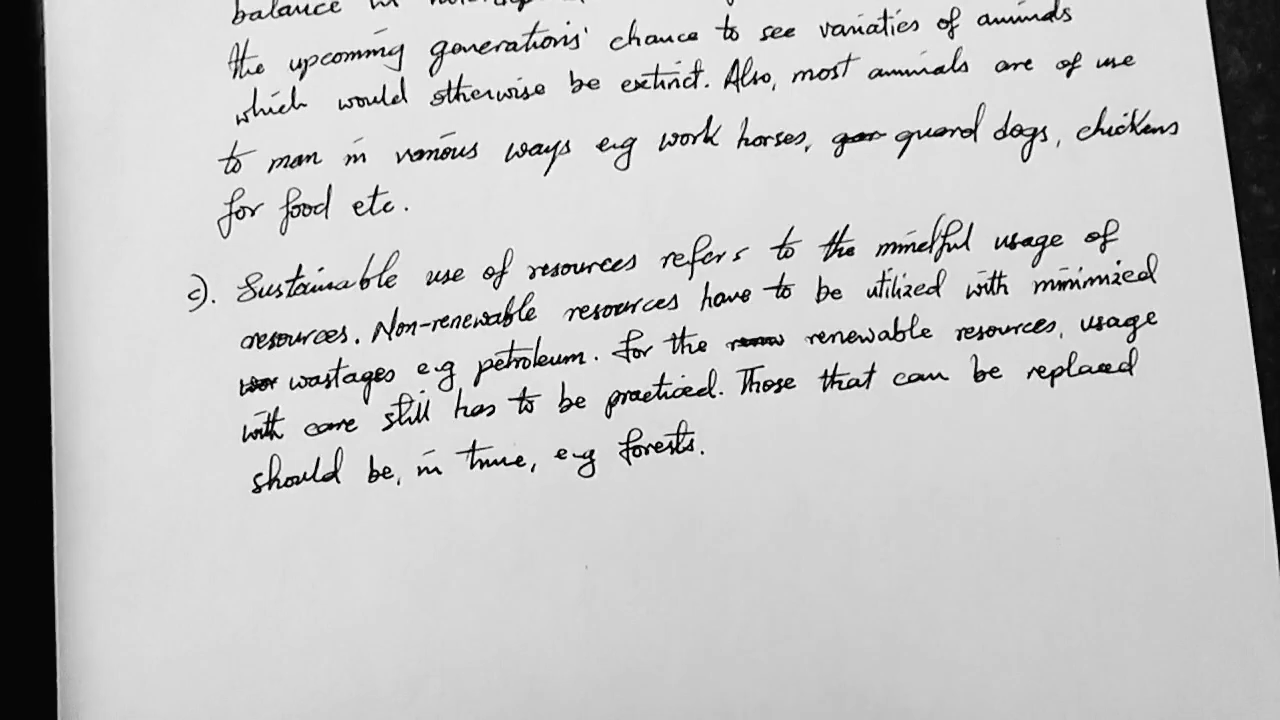 balance in
the upcomming generations' chance to see variaties of animals
which would otherwise be extinct. Also, most animals are of use
to man in various ways e.g work horses, guard dogs, chickens
for food etc.
c). Sustainable use of resources refers to the mindful usage of
resources. Non-renewable resources have to be utilized with minimized
wastages e.g petroleum. For the renewable resources, usage
with care still has to be practiced. Those that can be replaced
should be, in time, e.g forests.